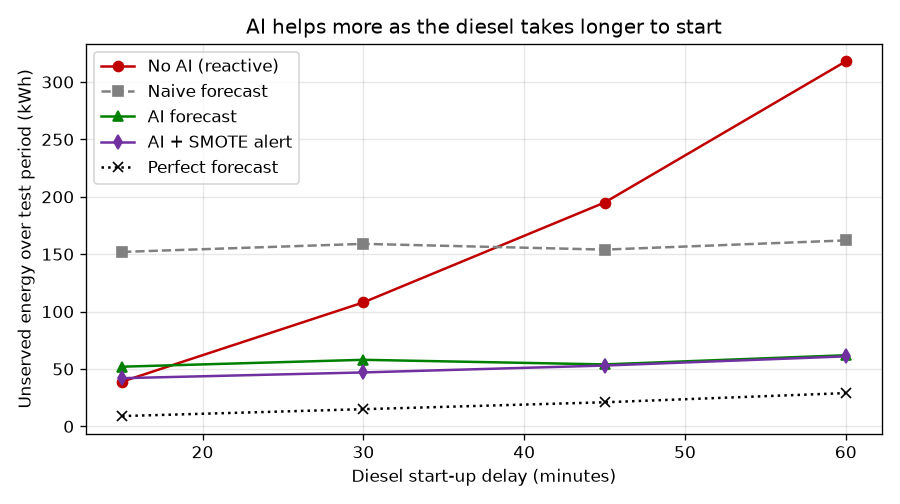 AI helps more as the diesel takes longer to start
No AI (reactive)
Naive forecast
AI forecast
AI + SMOTE alert
Perfect forecast
Unserved energy over test period (kWh)
300
250
200
150
100
50
0
20
30
40
50
60
Diesel start-up delay (minutes)